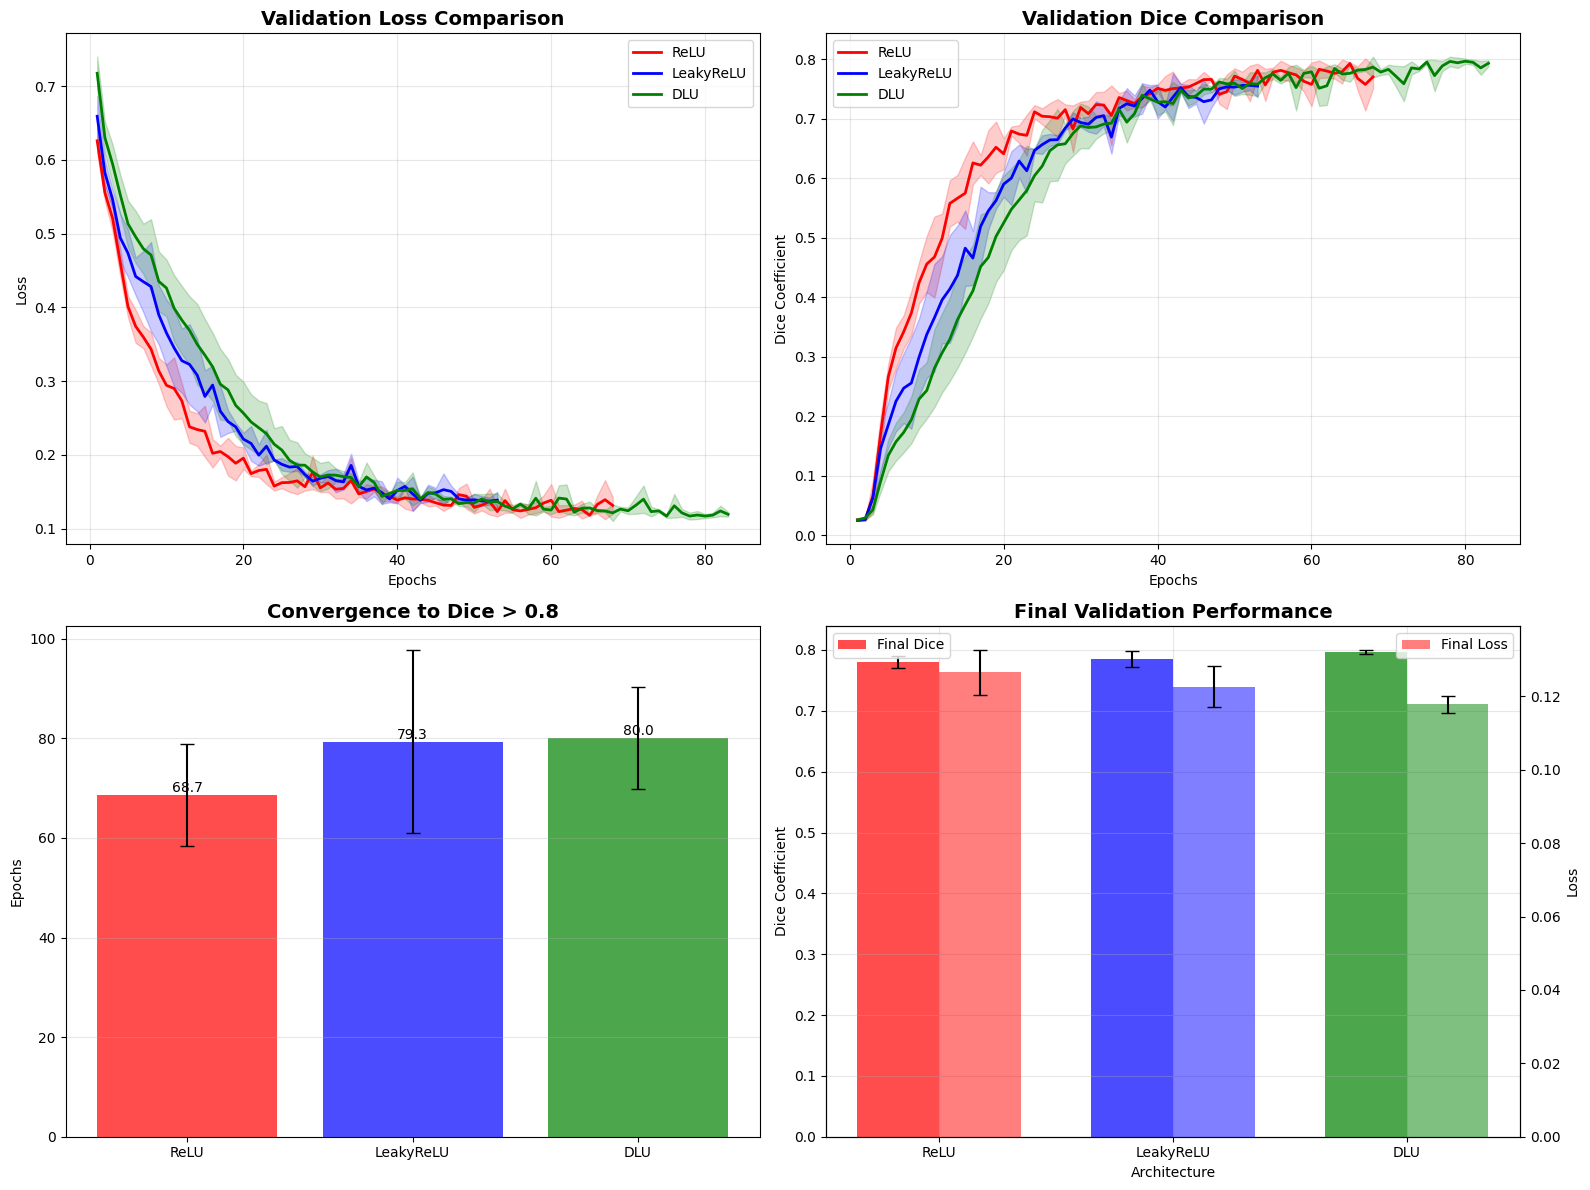 Validation Loss Comparison
ReLU
LeakyReLU
DLU
0.7
0.6
0.5
0.4
0.3
0.2
0.1
Loss
0
20
40
60
80
Epochs
Validation Dice Comparison
ReLU
LeakyReLU
DLU
0.8
0.7
0.6
0.5
0.4
0.3
0.2
0.1
0.0
Dice Coefficient
0
20
40
60
80
Epochs
Convergence to Dice > 0.8
100
80
60
40
20
0
Epochs
68.7
79.3
80.0
ReLU
LeakyReLU
DLU
Final Validation Performance
Final Dice
Final Loss
0.8
0.7
0.6
0.5
0.4
0.3
0.2
0.1
0.0
Dice Coefficient
0.12
0.10
0.08
0.06
0.04
0.02
0.00
Loss
ReLU
LeakyReLU
DLU
Architecture